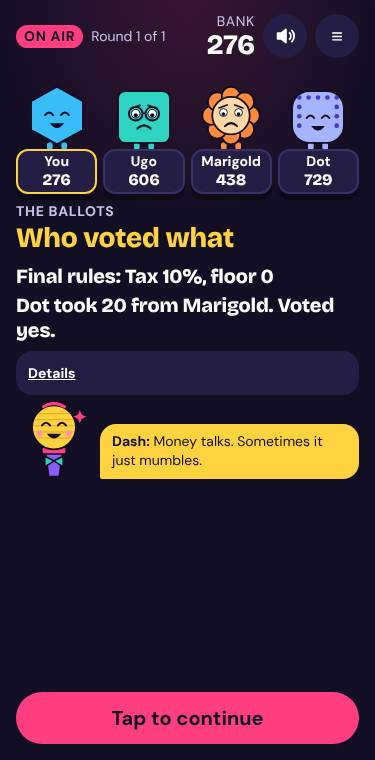 ON AIR
Round 1 of 1
BANK
276
You
276
Ugo
606
Marigold
438
Dot
729
THE BALLOTS
Who voted what
Final rules: Tax 10%, floor 0
Dot took 20 from Marigold. Voted
yes.
Details
Dash: Money talks. Sometimes it
just mumbles.
Tap to continue